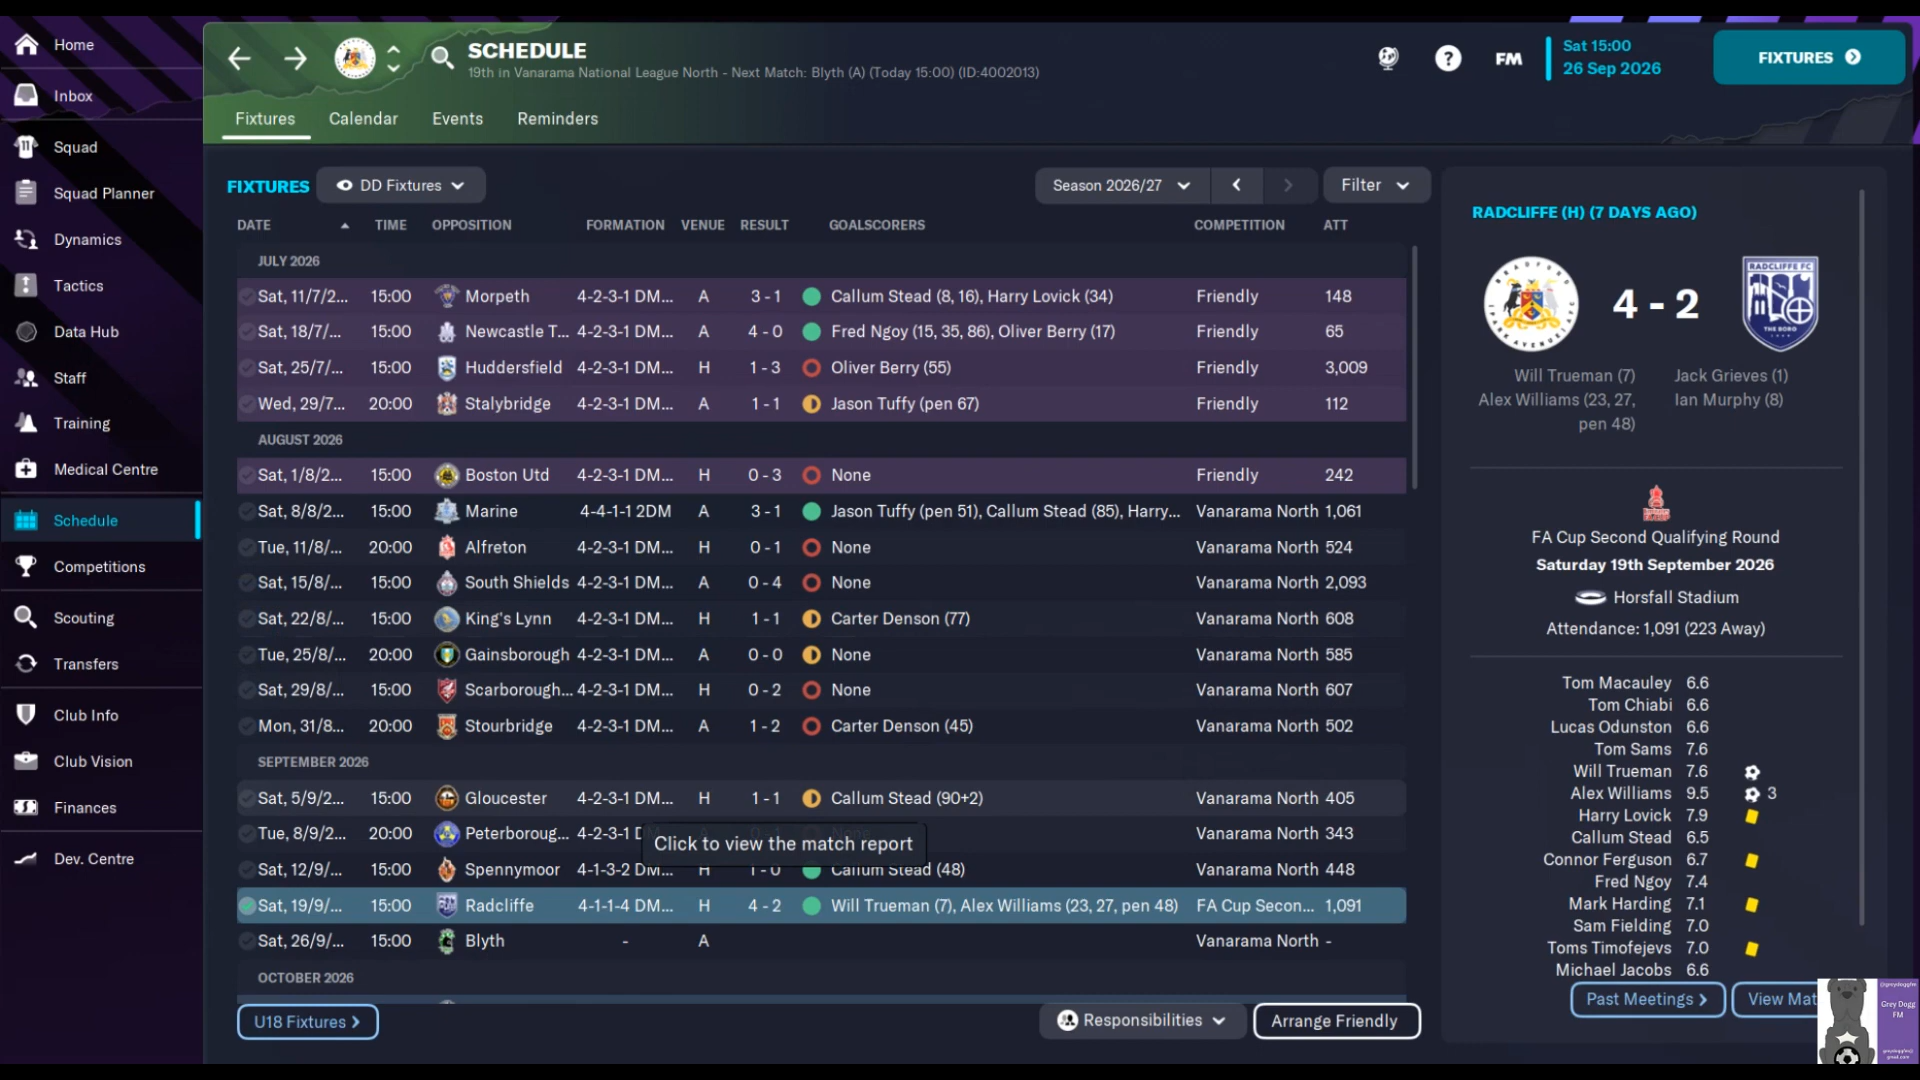 Home
Inbox
Squad
Squad Planner
Dynamics
Tactics
Data Hub
Staff
Training
Medical Centre
Schedule
Competitions
Scouting
Transfers
Club Info
Club Vision
Finances
Dev. Centre
SCHEDULE
19th in Vanarama National League North - Next Match: Blyth (A) (Today 15:00) (ID:4002013)
FM
Sat 15:00
26 Sep 2026
FIXTURES
Fixtures Calendar Events Reminders
FIXTURES DD Fixtures Season 2026/27 Filter
DATE TIME OPPOSITION FORMATION VENUE RESULT GOALSCORERS COMPETITION ATT
JULY 2026
Sat, 11/7/2... 15:00 Morpeth 4-2-3-1 DM... A 3 - 1 Callum Stead (8, 16), Harry Lovick (34) Friendly 148
Sat, 18/7/... 15:00 Newcastle T... 4-2-3-1 DM... A 4 - 0 Fred Ngoy (15, 35, 86), Oliver Berry (17) Friendly 65
Sat, 25/7/... 15:00 Huddersfield 4-2-3-1 DM... H 1 - 3 Oliver Berry (55) Friendly 3,009
Wed, 29/7... 20:00 Stalybridge 4-2-3-1 DM... A 1 - 1 Jason Tuffy (pen 67) Friendly 112
AUGUST 2026
Sat, 1/8/2... 15:00 Boston Utd 4-2-3-1 DM... H 0 - 3 None Friendly 242
Sat, 8/8/2... 15:00 Marine 4-4-1-1 2DM A 3 - 1 Jason Tuffy (pen 51), Callum Stead (85), Harry... Vanarama North 1,061
Tue, 11/8/... 20:00 Alfreton 4-2-3-1 DM... H 0 - 1 None Vanarama North 524
Sat, 15/8/... 15:00 South Shields 4-2-3-1 DM... A 0 - 4 None Vanarama North 2,093
Sat, 22/8/... 15:00 King's Lynn 4-2-3-1 DM... H 1 - 1 Carter Denson (77) Vanarama North 608
Tue, 25/8/... 20:00 Gainsborough 4-2-3-1 DM... A 0 - 0 None Vanarama North 585
Sat, 29/8/... 15:00 Scarborough... 4-2-3-1 DM... H 0 - 2 None Vanarama North 607
Mon, 31/8... 20:00 Stourbridge 4-2-3-1 DM... A 1 - 2 Carter Denson (45) Vanarama North 502
SEPTEMBER 2026
Sat, 5/9/2... 15:00 Gloucester 4-2-3-1 DM... H 1 - 1 Callum Stead (90+2) Vanarama North 405
Tue, 8/9/2... 20:00 Peterboroug... 4-2-3-1 Vanarama North 343
Click to view the match report
Sat, 12/9/... 15:00 Spennymoor 4-1-3-2 DM... H 1 - 0 Callum Stead (48) Vanarama North 448
Sat, 19/9/... 15:00 Radcliffe 4-1-1-4 DM... H 4 - 2 Will Trueman (7), Alex Williams (23, 27, pen 48) FA Cup Secon... 1,091
Sat, 26/9/... 15:00 Blyth - A Vanarama North -
OCTOBER 2026
U18 Fixtures Responsibilities Arrange Friendly
RADCLIFFE (H) (7 DAYS AGO)
RADCLIFFE FC
THE BORO
4 - 2
Will Trueman (7) Jack Grieves (1)
Alex Williams (23, 27, Ian Murphy (8)
pen 48)
FA Cup Second Qualifying Round
Saturday 19th September 2026
Horsfall Stadium
Attendance: 1,091 (223 Away)
Tom Macauley 6.6
Tom Chiabi 6.6
Lucas Odunston 6.6
Tom Sams 7.6
Will Trueman 7.6
Alex Williams 9.5 3
Harry Lovick 7.9
Callum Stead 6.5
Connor Ferguson 6.7
Fred Ngoy 7.4
Mark Harding 7.1
Sam Fielding 7.0
Toms Timofejevs 7.0
Michael Jacobs 6.6
Past Meetings View Mat
Grey Dogg
FM